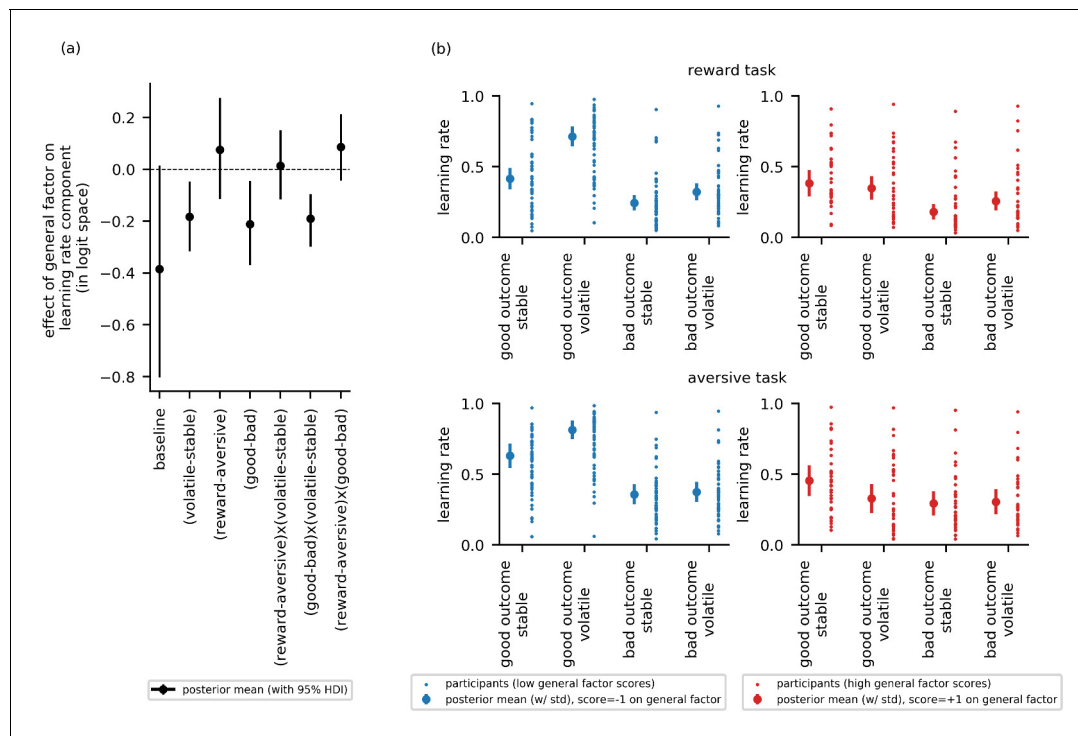 (a)
effect of general factor on
learning rate component
(in logit space)
0.2
0.0
−0.2
−0.4
−0.6
−0.8
baseline
(volatile-stable)
(reward-aversive)
(good-bad)
(reward-aversive)x(volatile-stable)
(good-bad)x(volatile-stable)
(reward-aversive)x(good-bad)
posterior mean (with 95% HDI)
(b)
reward task
learning rate
1.0
0.5
0.0
good outcome
stable
good outcome
volatile
bad outcome
stable
bad outcome
volatile
learning rate
1.0
0.5
0.0
good outcome
stable
good outcome
volatile
bad outcome
stable
bad outcome
volatile
aversive task
learning rate
1.0
0.5
0.0
good outcome
stable
good outcome
volatile
bad outcome
stable
bad outcome
volatile
learning rate
1.0
0.5
0.0
good outcome
stable
good outcome
volatile
bad outcome
stable
bad outcome
volatile
participants (low general factor scores)
posterior mean (w/ std), score=-1 on general factor
participants (high general factor scores)
posterior mean (w/ std), score=+1 on general factor